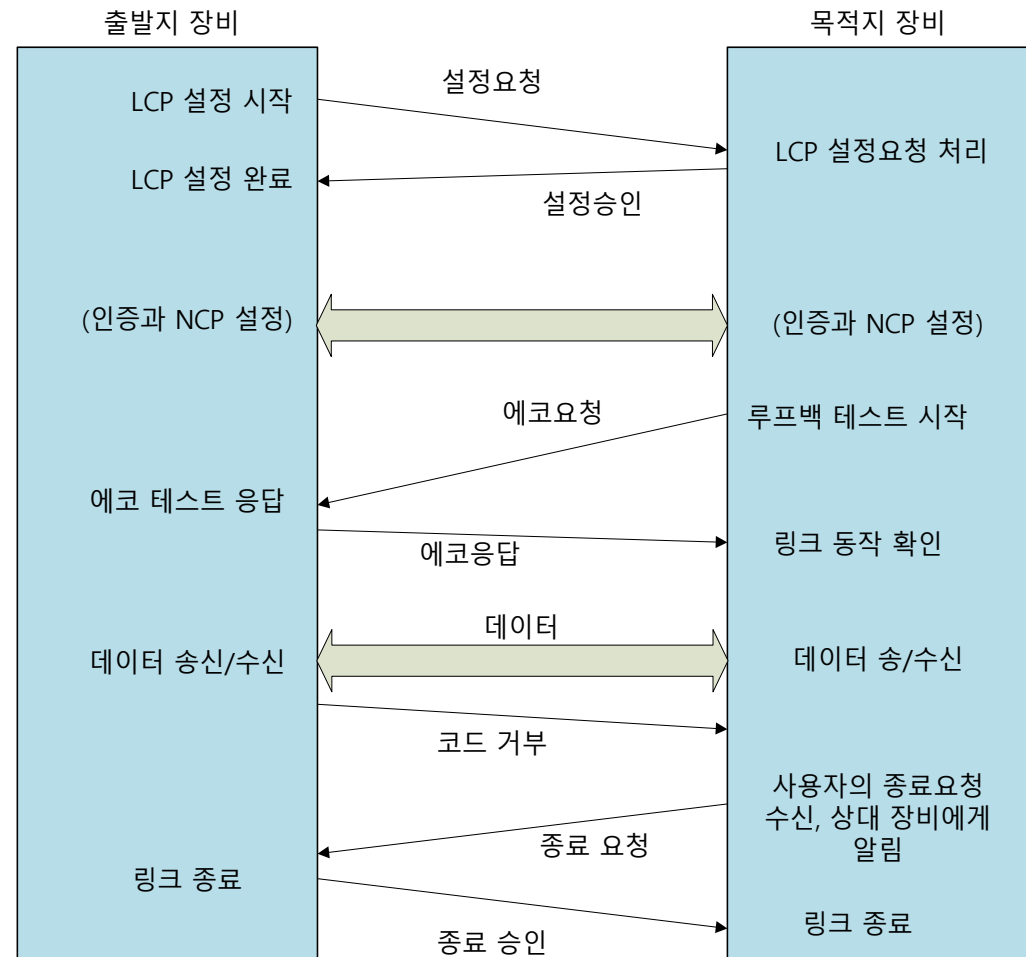 출발지 장비
목적지 장비
LCP 설정 시작
설정요청
LCP 설정요청 처리
LCP 설정 완료
설정승인
(인증과 NCP 설정)
(인증과 NCP 설정)
에코요청
루프백 테스트 시작
에코 테스트 응답
에코응답
링크 동작 확인
데이터
데이터 송신/수신
데이터 송/수신
코드 거부
사용자의 종료요청
수신, 상대 장비에게
알림
종료 요청
링크 종료
링크 종료
종료 승인